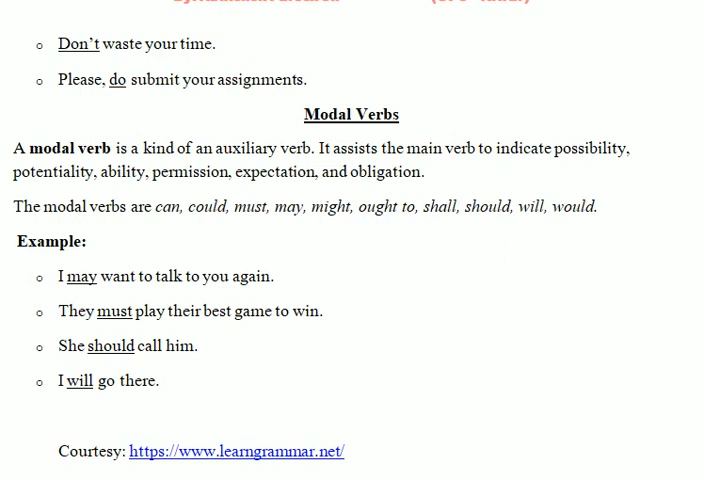 Don't waste your time.
Please, do submit your assignments.
Modal Verbs
A modal verb is a kind of an auxiliary verb. It assists the main verb to indicate possibility,
potentiality, ability, permission, expectation, and obligation.
The modal verbs are can, could, must, may, might, ought to, shall, should, will, would.
Example:
I may want to talk to you again.
They must play their best game to win.
She should call him.
I will go there.
Courtesy: https://www.learngrammar.net/